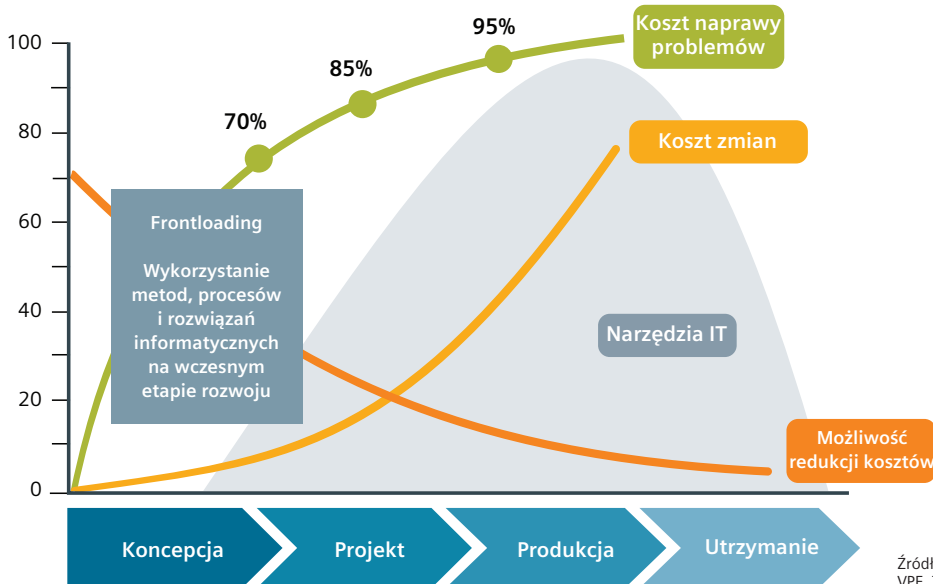 100
80
60
40
20
0
70%
85%
95%
Koszt naprawy
problemów
Koszt zmian
Frontloading
Wykorzystanie
metod, procesów
i rozwiązań
informatycznych
na wczesnym
etapie rozwoju
Narzędzia IT
Możliwość
redukcji kosztów
Koncepcja
Projekt
Produkcja
Utrzymanie